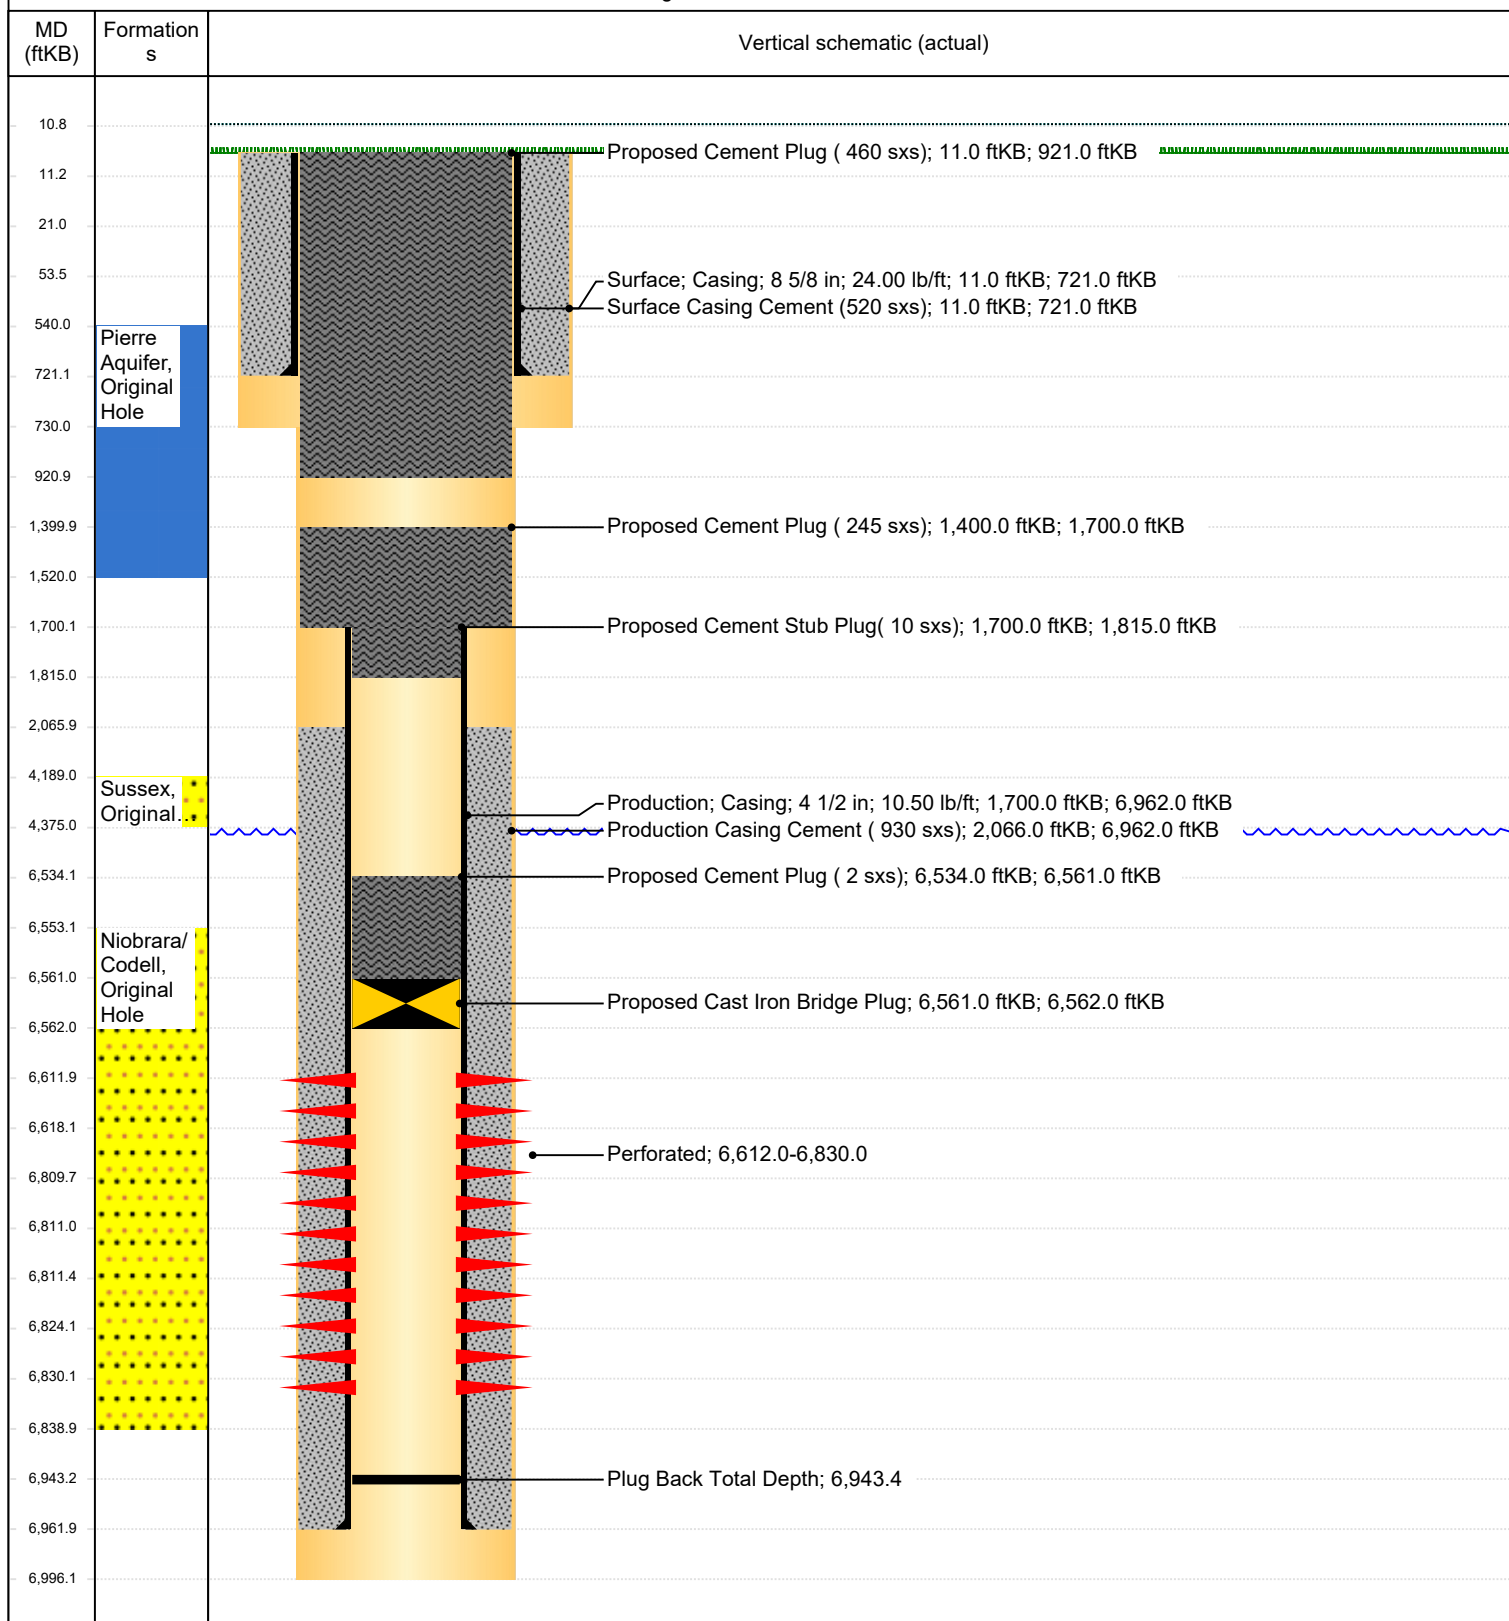 MD
(ftKB)
Formation
s
Vertical schematic (actual)
10.8
Proposed Cement Plug ( 460 sxs); 11.0 ftKB; 921.0 ftKB
11.2
21.0
53.5
Surface; Casing; 8 5/8 in; 24.00 lb/ft; 11.0 ftKB; 721.0 ftKB
Surface Casing Cement (520 sxs); 11.0 ftKB; 721.0 ftKB
540.0
Pierre
Aquifer,
Original
Hole
721.1
730.0
920.9
1,399.9
Proposed Cement Plug ( 245 sxs); 1,400.0 ftKB; 1,700.0 ftKB
1,520.0
1,700.1
Proposed Cement Stub Plug( 10 sxs); 1,700.0 ftKB; 1,815.0 ftKB
1,815.0
2,065.9
4,189.0
Sussex,
Original...
Production; Casing; 4 1/2 in; 10.50 lb/ft; 1,700.0 ftKB; 6,962.0 ftKB
4,375.0
Production Casing Cement ( 930 sxs); 2,066.0 ftKB; 6,962.0 ftKB
6,534.1
Proposed Cement Plug ( 2 sxs); 6,534.0 ftKB; 6,561.0 ftKB
6,553.1
Niobrara/
Codell,
Original
Hole
6,561.0
Proposed Cast Iron Bridge Plug; 6,561.0 ftKB; 6,562.0 ftKB
6,562.0
6,611.9
6,618.1
Perforated; 6,612.0-6,830.0
6,809.7
6,811.0
6,811.4
6,824.1
6,830.1
6,838.9
6,943.2
Plug Back Total Depth; 6,943.4
6,961.9
6,996.1